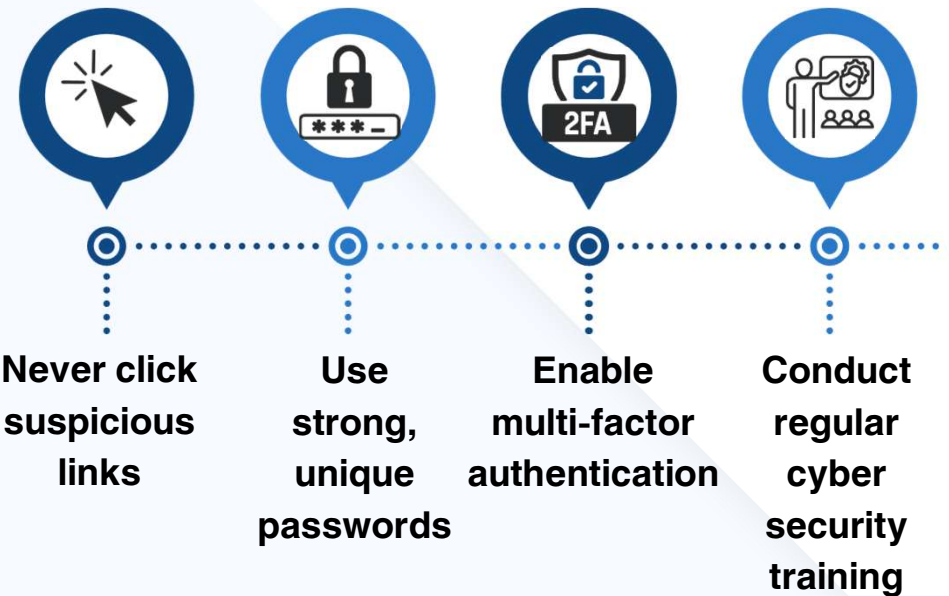 ***_
2FA
Never click
suspicious
links
Use
strong,
unique
passwords
Enable
multi-factor
authentication
Conduct
regular
cyber
security
training